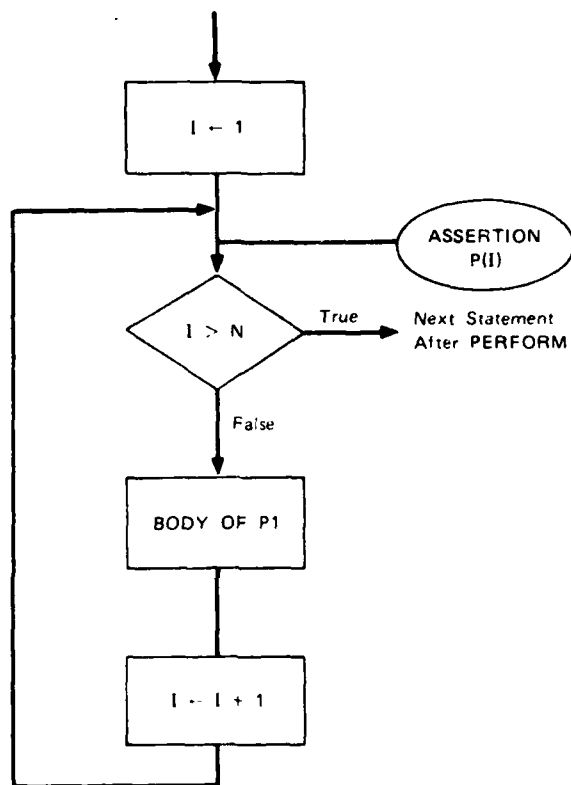 I ← 1
ASSERTION
P(I)
I > N
True
Next Statement
After PERFORM
False
BODY OF P1
I ← I + 1